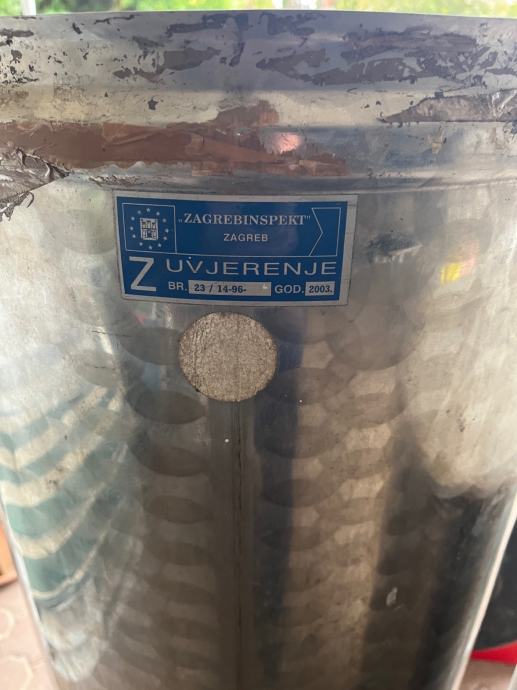 „ZAGREBINSPEKT"
ZAGREB
Z UVJERENJE
BR. 23 / 14-96- GOD. 2003.